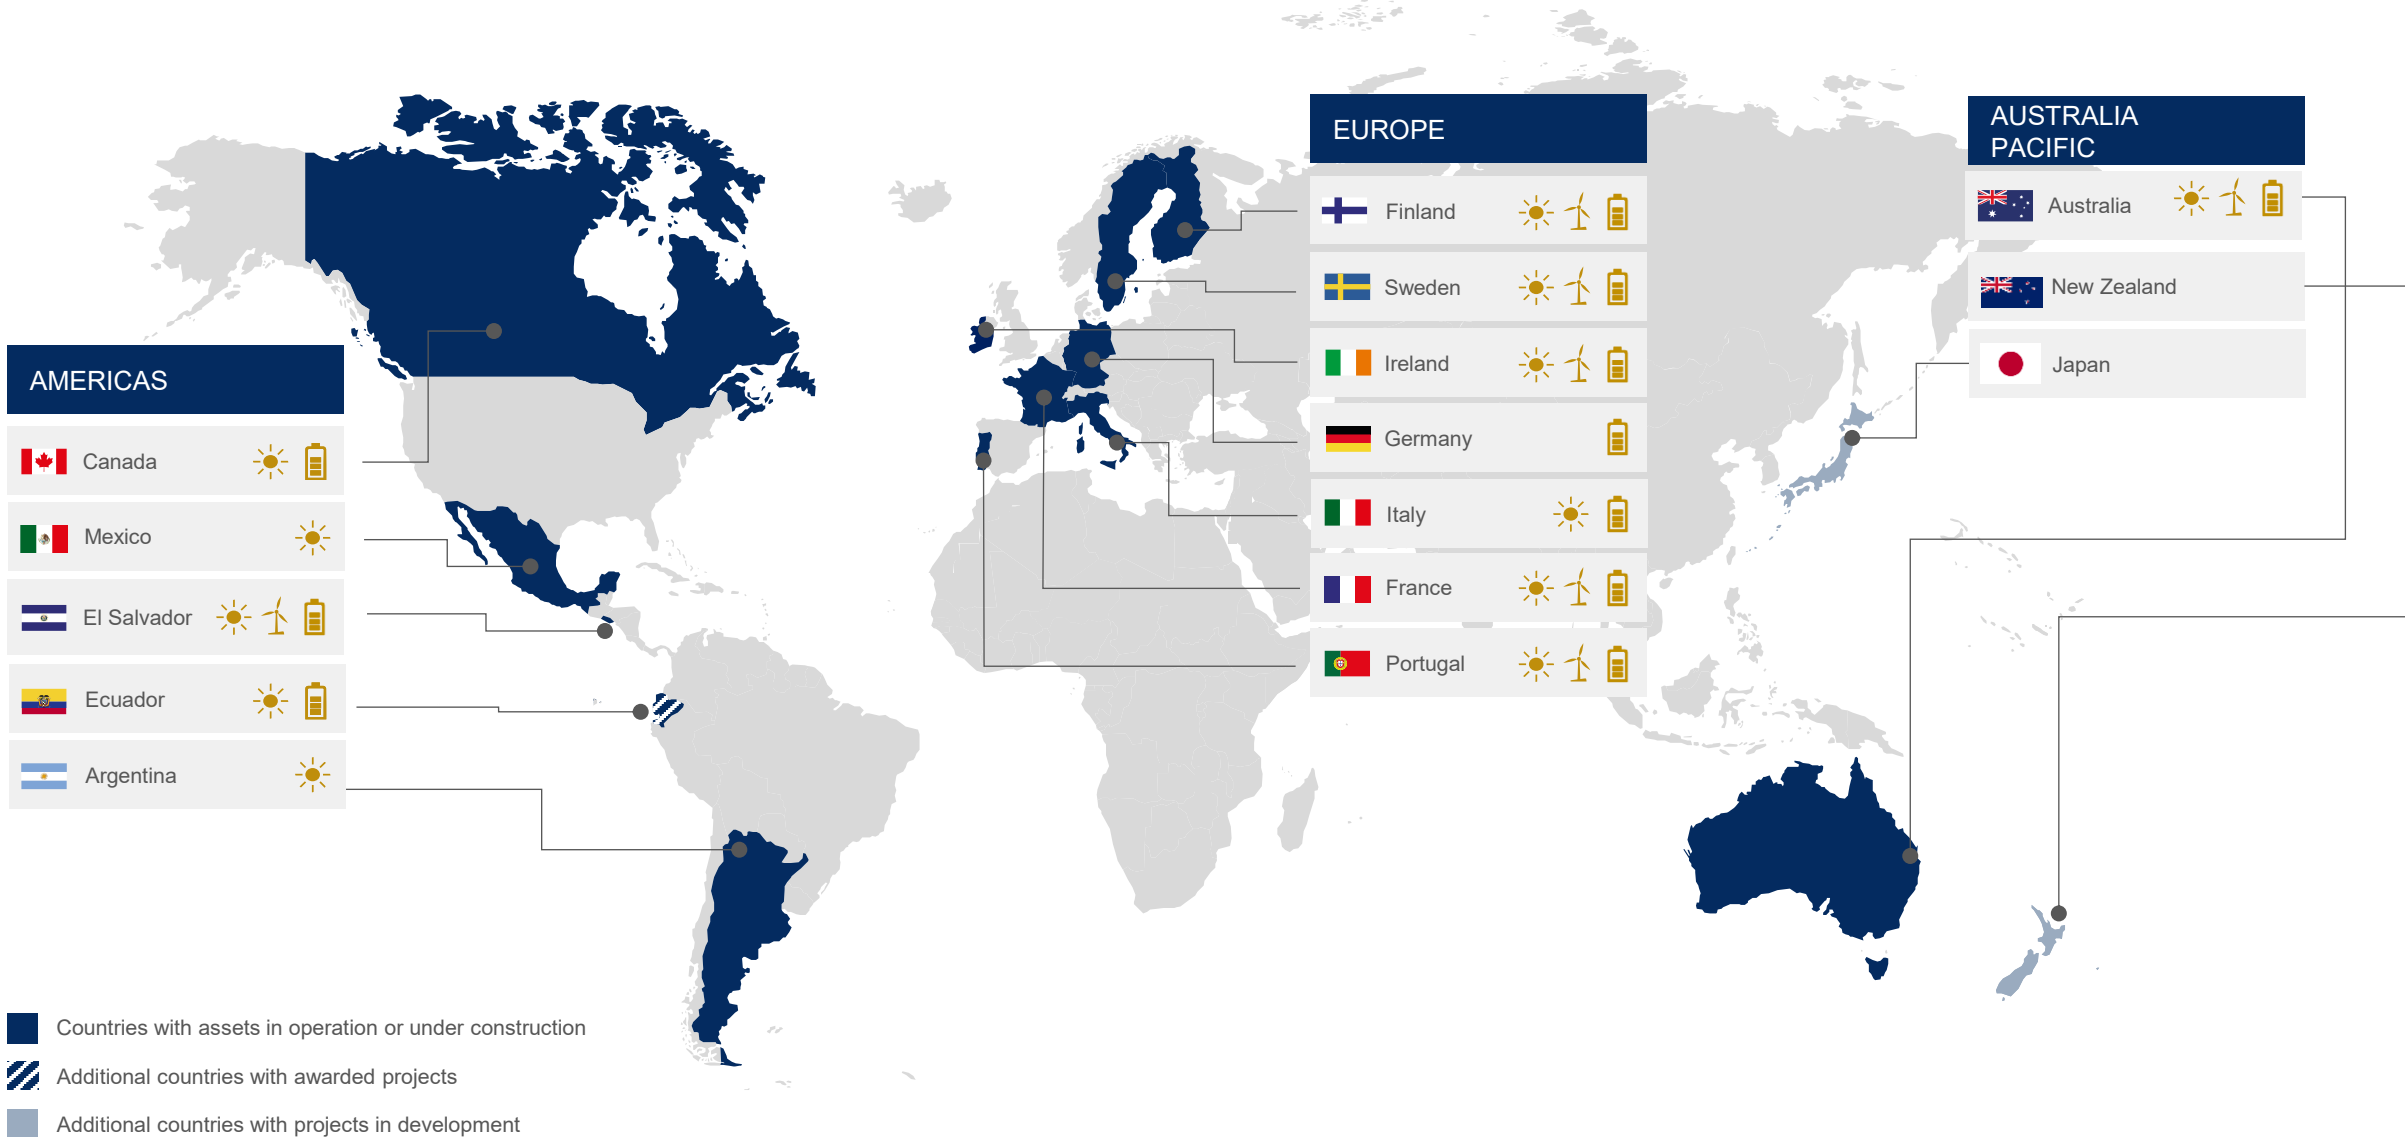 AMERICAS
Canada
Mexico
El Salvador
Ecuador
Argentina
EUROPE
Finland
Sweden
Ireland
Germany
Italy
France
Portugal
AUSTRALIA
PACIFIC
Australia
New Zealand
Japan
Countries with assets in operation or under construction
Additional countries with awarded projects
Additional countries with projects in development